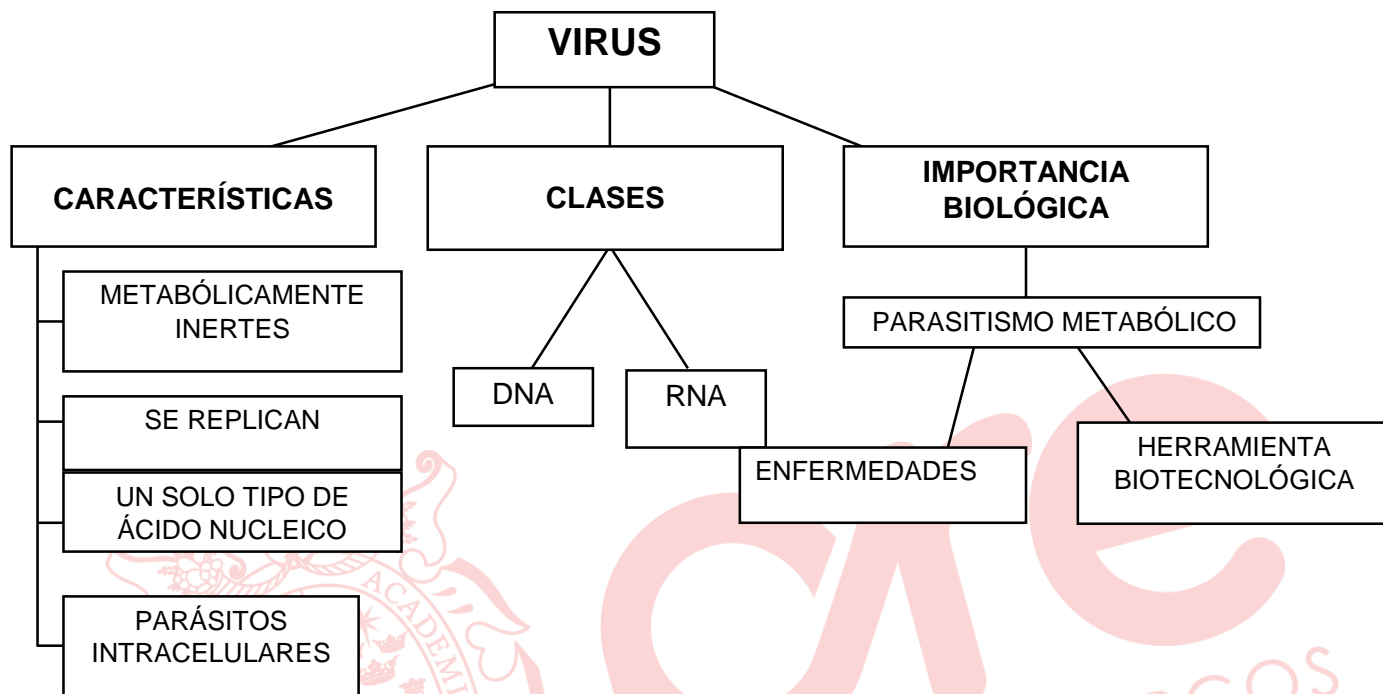 VIRUS
CARACTERÍSTICAS
CLASES
IMPORTANCIA
BIOLÓGICA
METABÓLICAMENTE
INERTES
SE REPLICAN
UN SOLO TIPO DE
ÁCIDO NUCLEICO
PARÁSITOS
INTRACELULARES
DNA
RNA
PARASITISMO METABÓLICO
ENFERMEDADES
HERRAMIENTA
BIOTECNOLÓGICA